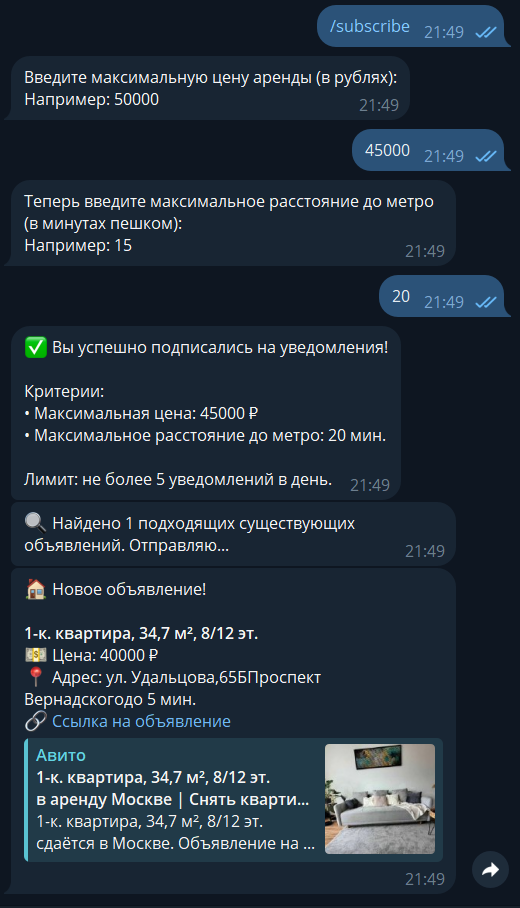 /subscribe 21:49
Введите максимальную цену аренды (в рублях):
Например: 50000
21:49
45000 21:49
Теперь введите максимальное расстояние до метро
(в минутах пешком):
Например: 15
21:49
20 21:49
✅ Вы успешно подписались на уведомления!
Критерии:
• Максимальная цена: 45000 ₽
• Максимальное расстояние до метро: 20 мин.
Лимит: не более 5 уведомлений в день. 21:49
🔍 Найдено 1 подходящих существующих
объявлений. Отправляю...
21:49
🏠 Новое объявление!
1-к. квартира, 34,7 м², 8/12 эт.
💵 Цена: 40000 ₽
📍 Адрес: ул. Удальцова,65БПроспект
Вернадскогодо 5 мин.
🔗 Ссылка на объявление
Авито
1-к. квартира, 34,7 м², 8/12 эт.
в аренду Москве | Снять кварти...
1-к. квартира, 34,7 м², 8/12 эт.
сдаётся в Москве. Объявление на ...
21:49